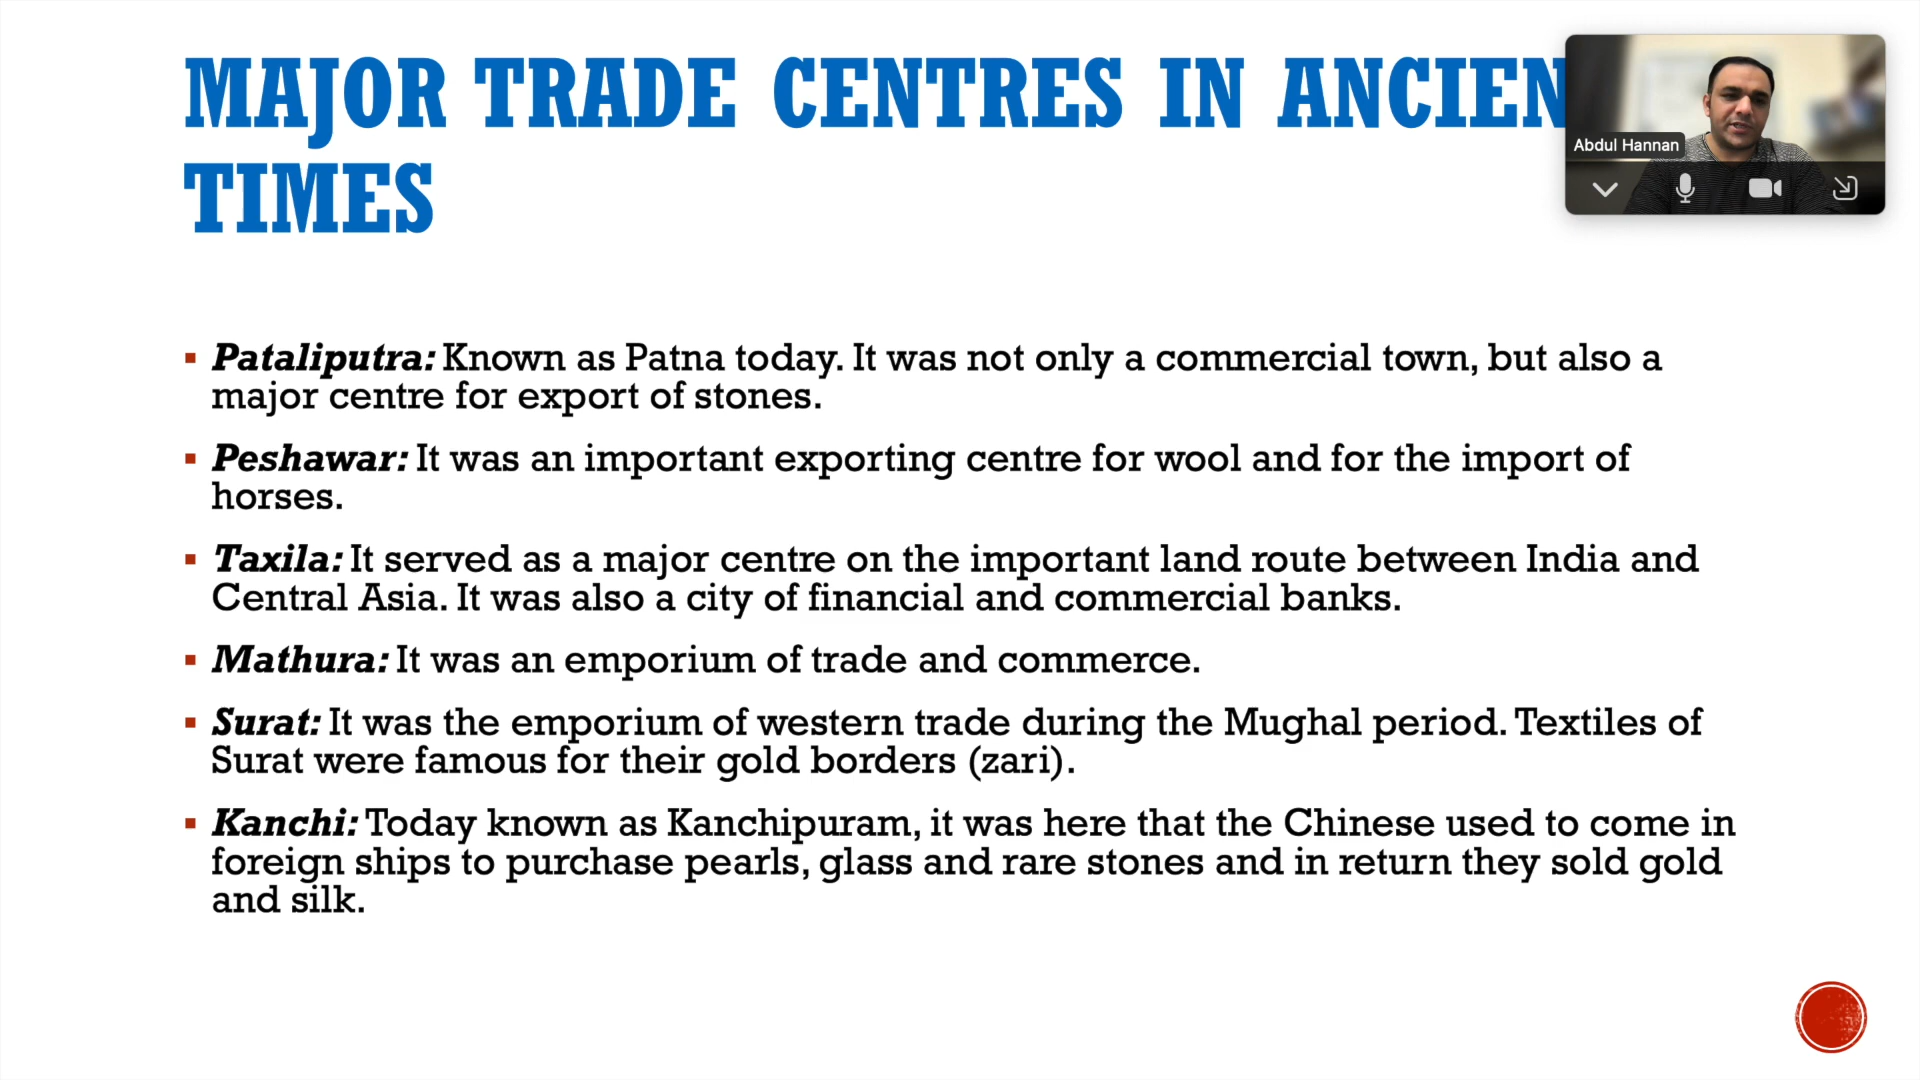 MAJOR TRADE CENTRES IN ANCIEN
TIMES
Abdul Hannan
▪ Pataliputra: Known as Patna today. It was not only a commercial town, but also a
major centre for export of stones.
▪ Peshawar: It was an important exporting centre for wool and for the import of
horses.
▪ Taxila: It served as a major centre on the important land route between India and
Central Asia. It was also a city of financial and commercial banks.
▪ Mathura: It was an emporium of trade and commerce.
▪ Surat: It was the emporium of western trade during the Mughal period. Textiles of
Surat were famous for their gold borders (zari).
▪ Kanchi: Today known as Kanchipuram, it was here that the Chinese used to come in
foreign ships to purchase pearls, glass and rare stones and in return they sold gold
and silk.